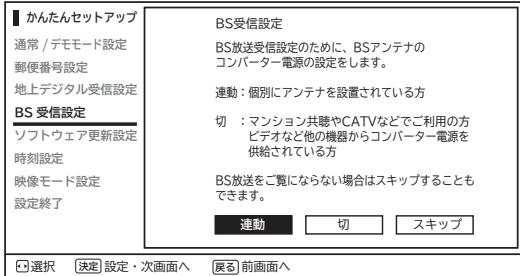 かんたんセットアップ
通常 / デモモード設定
郵便番号設定
地上デジタル受信設定
BS 受信設定
ソフトウェア更新設定
時刻設定
映像モード設定
設定終了
BS受信設定
BS放送受信設定のために、BSアンテナの
コンバーター電源の設定をします。
連動：個別にアンテナを設置されている方
切　：マンション共聴やCATVなどでご利用の方
ビデオなど他の機器からコンバーター電源を
供給されている方
BS放送をご覧にならない場合はスキップすることも
できます。
連動 切 スキップ
選択 決定 設定・次画面へ 戻る 前画面へ